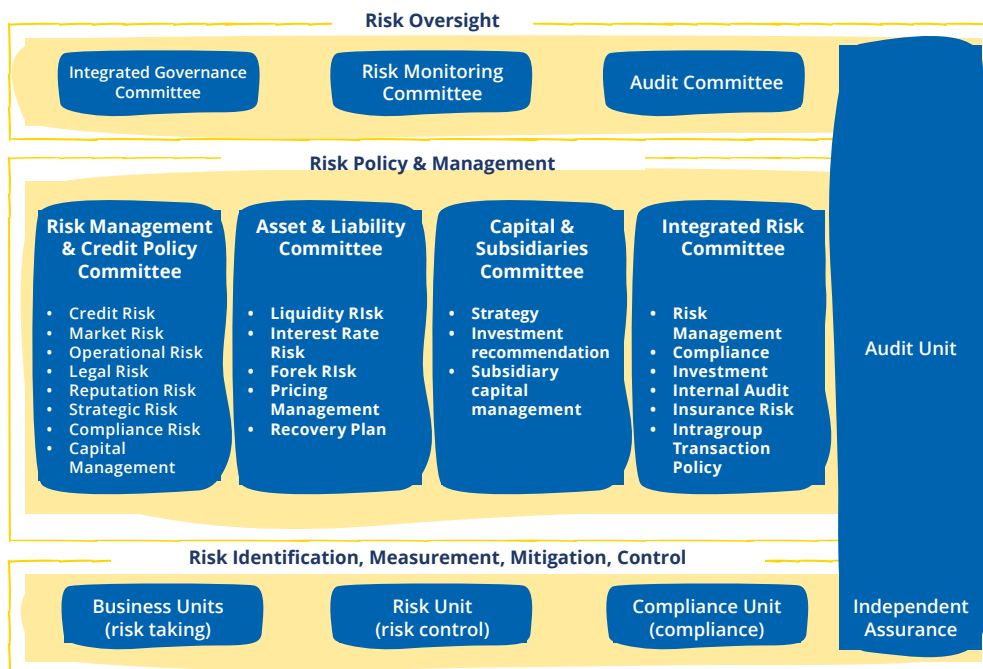 Risk Oversight
Integrated Governance
Committee
Risk Monitoring
Committee
Audit Committee
Risk Policy & Management
Risk Management
& Credit Policy
Committee
• Credit Risk
• Market Risk
• Operational Risk
• Legal Risk
• Reputation Risk
• Strategic Risk
• Compliance Risk
• Capital
Management
Asset & Liability
Committee
• Liquidity RIsk
• Interest Rate
Risk
• Forek RIsk
• Pricing
Management
• Recovery Plan
Capital &
Subsidiaries
Committee
• Strategy
• Investment
recommendation
• Subsidiary
capital
management
Integrated Risk
Committee
• Risk
Management
• Compliance
• Investment
• Internal Audit
• Insurance Risk
• Intragroup
Transaction
Policy
Audit Unit
Risk Identification, Measurement, Mitigation, Control
Business Units
(risk taking)
Risk Unit
(risk control)
Compliance Unit
(compliance)
Independent
Assurance